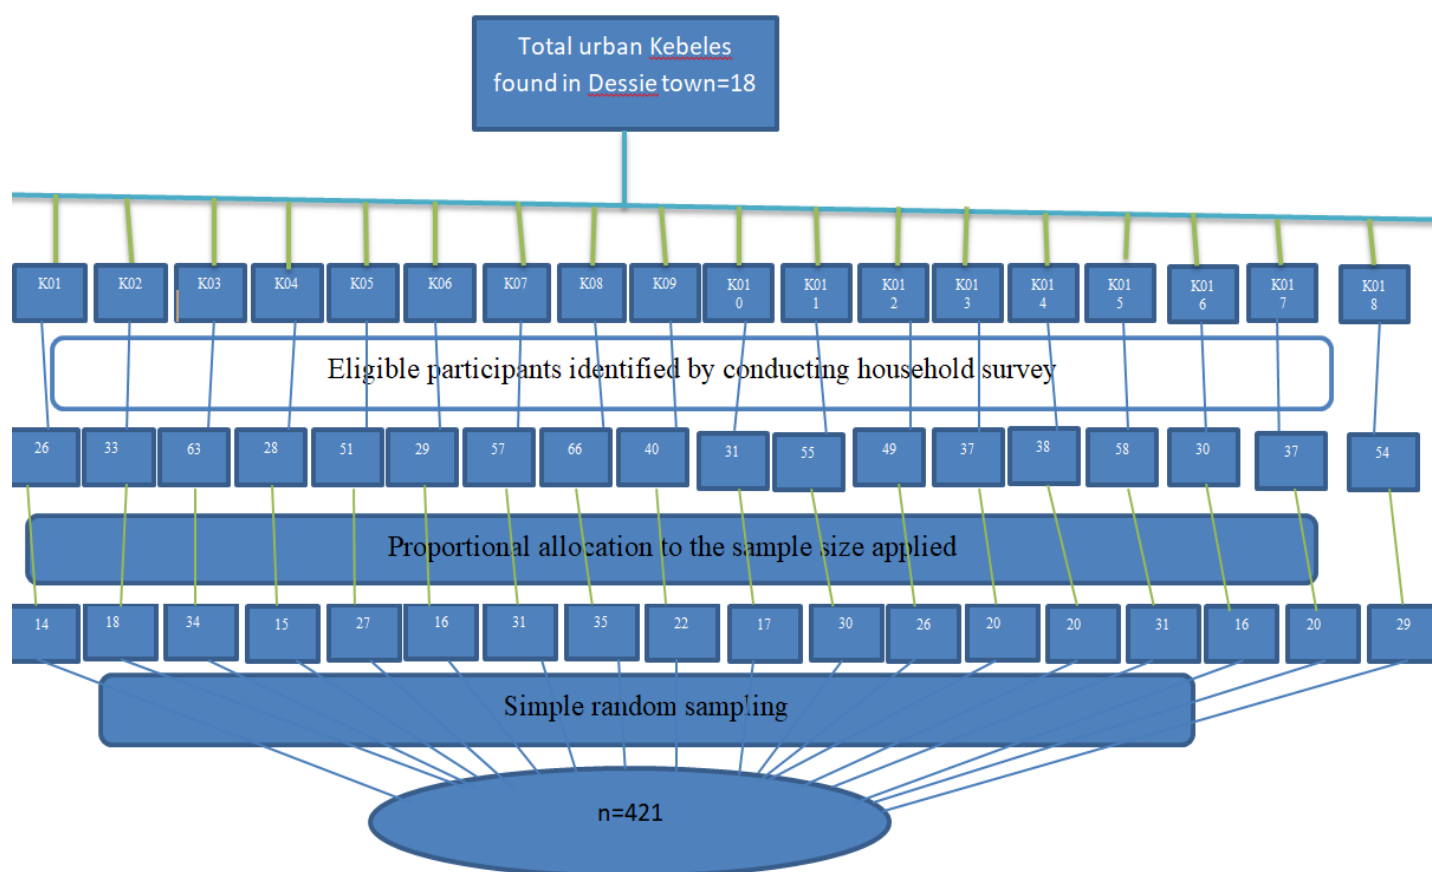 Total urban Kebeles
found in Dessie town=18
K01 K02 K03 K04 K05 K06 K07 K08 K09 K01 K01 K01 K01 K01 K01 K01 K01 K01
0 1 2 3 4 5 6 7 8
Eligible participants identified by conducting household survey
26 33 63 28 51 29 57 66 40 31 55 49 37 38 58 30 37 54
Proportional allocation to the sample size applied
14 18 34 15 27 16 31 35 22 17 30 26 20 20 31 16 20 29
Simple random sampling
n=421